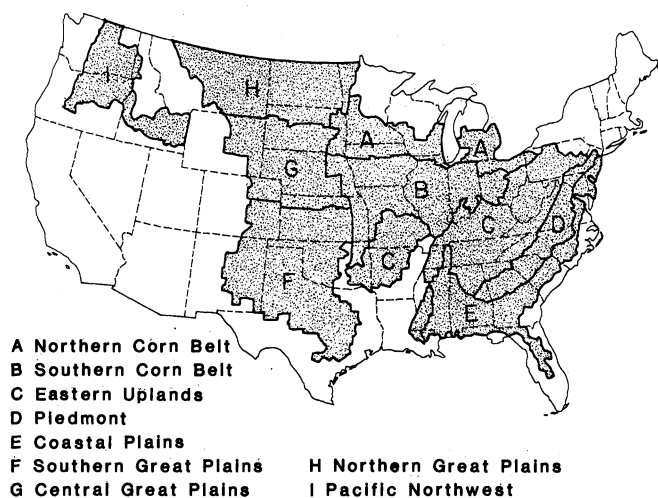 I
H
A
A
G
B
C
D
C
F
E
A Northern Corn Belt
B Southern Corn Belt
C Eastern Uplands
D Piedmont
E Coastal Plains
F Southern Great Plains
G Central Great Plains
H Northern Great Plains
I Pacific Northwest